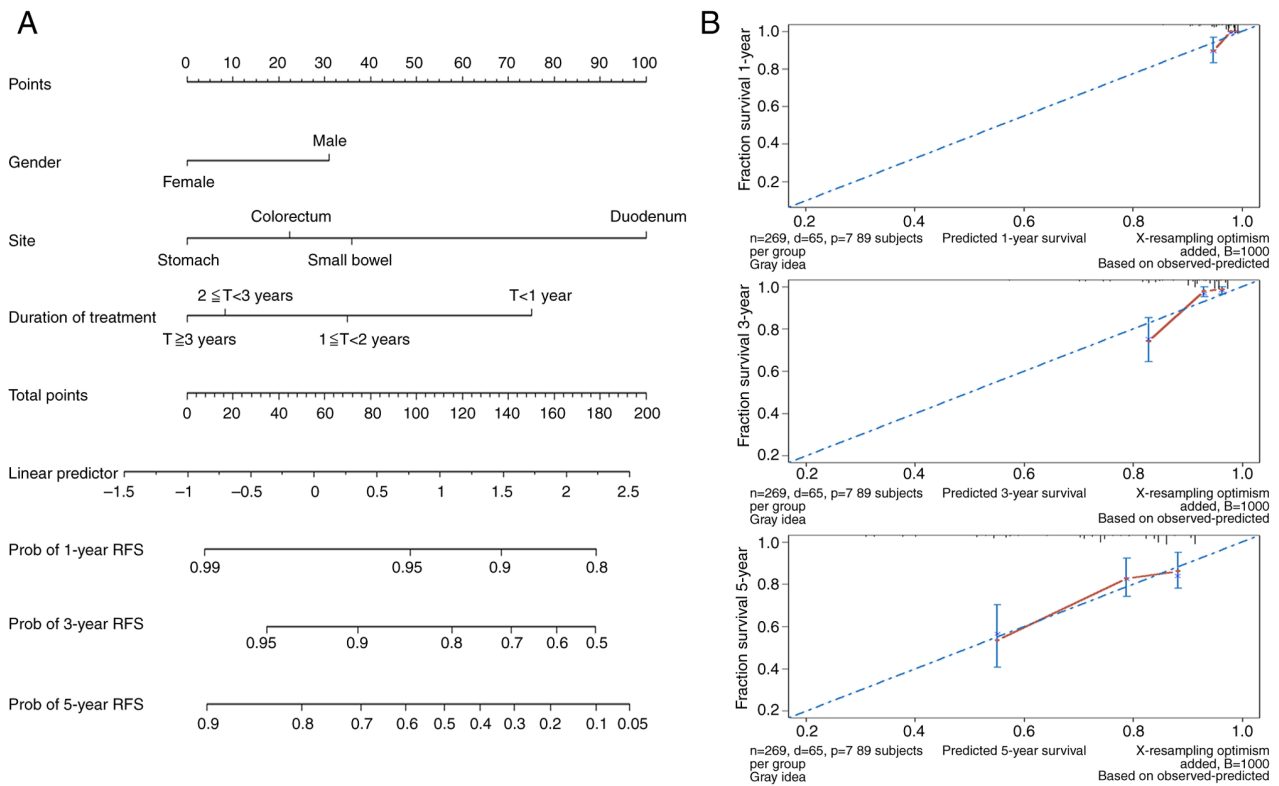 A
Points
0 10 20 30 40 50 60 70 80 90 100
Gender
Male
Female
Site
Colorectum Duodenum
Stomach Small bowel
Duration of treatment
2 ≦T<3 years T<1 year
T≧3 years 1≦T<2 years
Total points
0 20 40 60 80 100 120 140 160 180 200
Linear predictor
−1.5 −1 −0.5 0 0.5 1 1.5 2 2.5
Prob of 1-year RFS
0.99 0.95 0.9 0.8
Prob of 3-year RFS
0.95 0.9 0.8 0.7 0.6 0.5
Prob of 5-year RFS
0.9 0.8 0.7 0.6 0.5 0.4 0.3 0.2 0.1 0.05
B
Fraction survival 1-year
1.0
0.8
0.6
0.4
0.2
0.2 0.4 0.6 0.8 1.0
n=269, d=65, p=7 89 subjects
per group
Gray idea
Predicted 1-year survival
X-resampling optimism
added, B=1000
Based on observed-predicted
Fraction survival 3-year
1.0
0.8
0.6
0.4
0.2
0.2 0.4 0.6 0.8 1.0
n=269, d=65, p=7 89 subjects
per group
Gray idea
Predicted 3-year survival
X-resampling optimism
added, B=1000
Based on observed-predicted
Fraction survival 5-year
1.0
0.8
0.6
0.4
0.2
0.2 0.4 0.6 0.8 1.0
n=269, d=65, p=7 89 subjects
per group
Gray idea
Predicted 5-year survival
X-resampling optimism
added, B=1000
Based on observed-predicted